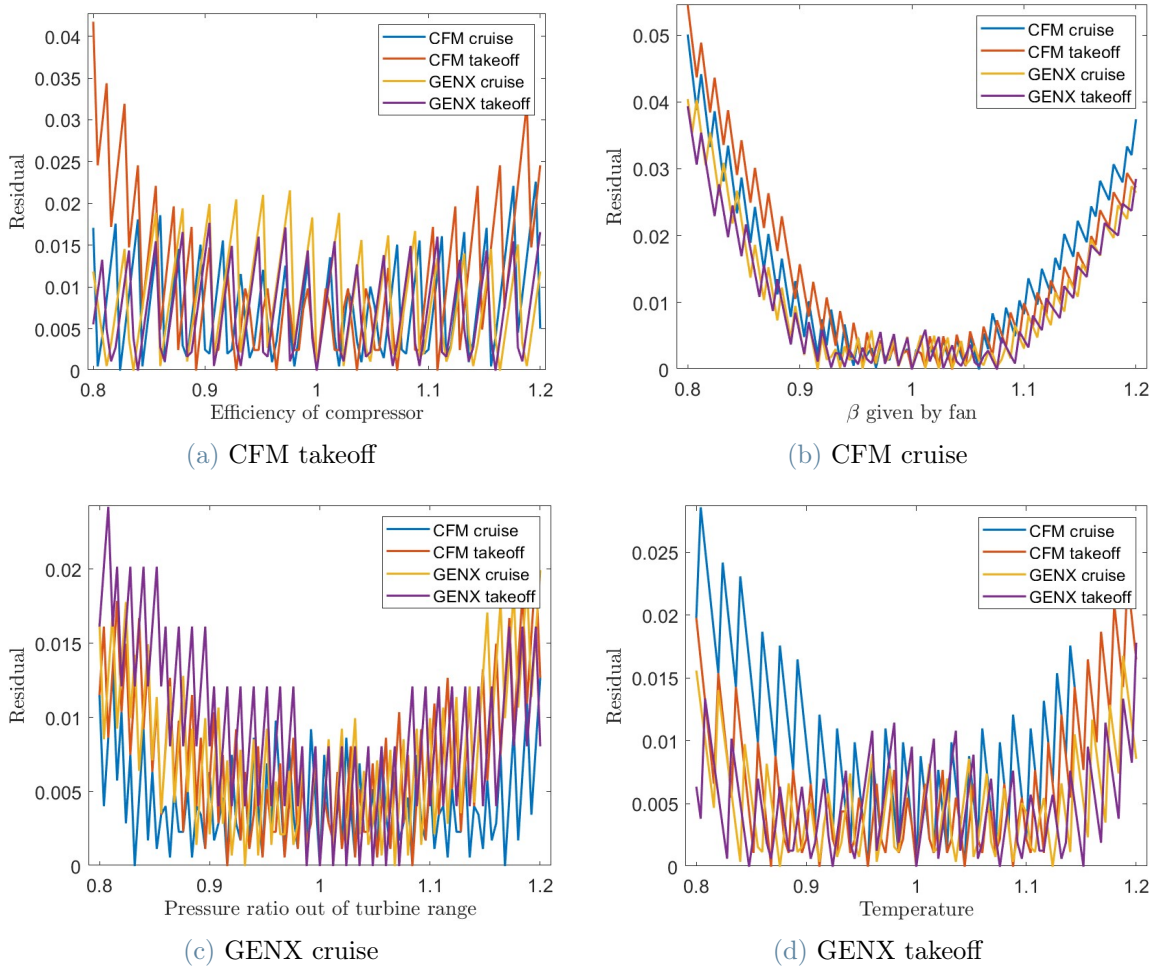 0.04
0.035
0.03
0.025
0.02
0.015
0.01
0.005
0
Residual
CFM cruise
CFM takeoff
GENX cruise
GENX takeoff
0.8 0.9 1 1.1 1.2
Efficiency of compressor
(a) CFM takeoff
0.05
0.04
0.03
0.02
0.01
0
Residual
CFM cruise
CFM takeoff
GENX cruise
GENX takeoff
0.8 0.9 1 1.1 1.2
β given by fan
(b) CFM cruise
0.02
0.015
0.01
0.005
0
Residual
CFM cruise
CFM takeoff
GENX cruise
GENX takeoff
0.8 0.9 1 1.1 1.2
Pressure ratio out of turbine range
(c) GENX cruise
0.025
0.02
0.015
0.01
0.005
0
Residual
CFM cruise
CFM takeoff
GENX cruise
GENX takeoff
0.8 0.9 1 1.1 1.2
Temperature
(d) GENX takeoff